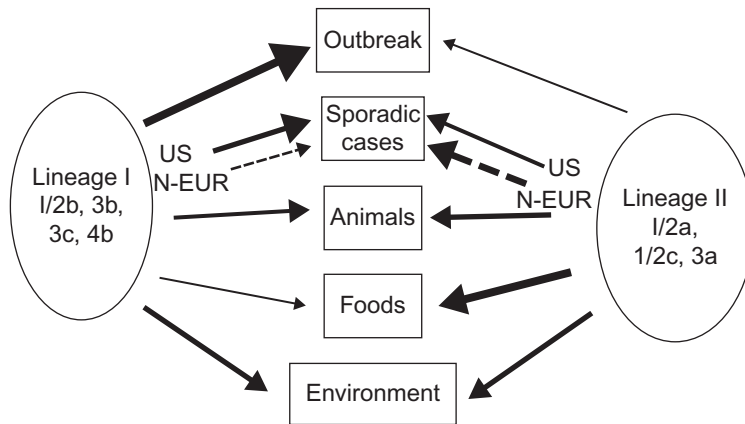 Outbreak
Sporadic
cases
US
N-EUR
US
N-EUR
Lineage I
I/2b, 3b,
3c, 4b
Animals
Lineage II
I/2a,
1/2c, 3a
Foods
Environment